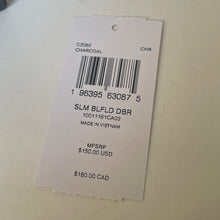 CZ092 CHR
CHARCOAL
1 96395 63087 5
SLM BLFLD DBR
10011161CA03
MADE IN VIETNAM
MFSRP
$150.00 USD
$180.00 CAD